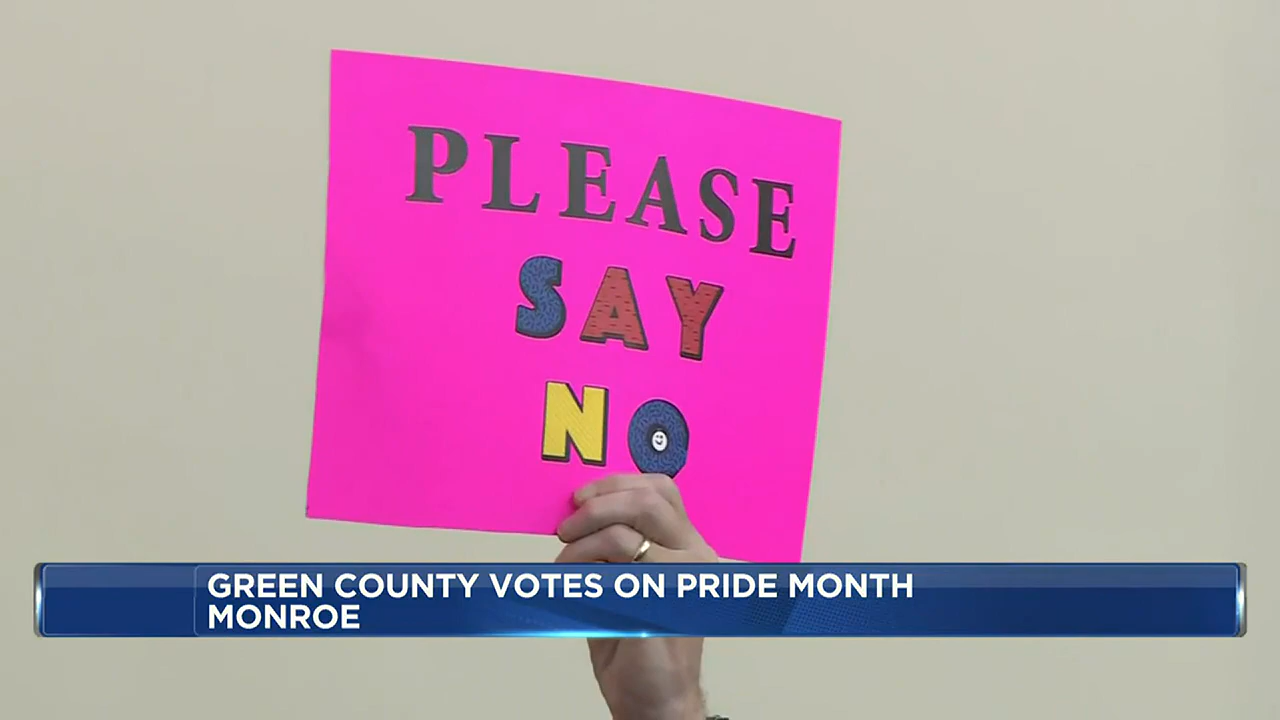 PLEASE
SAY
NO
GREEN COUNTY VOTES ON PRIDE MONTH
MONROE